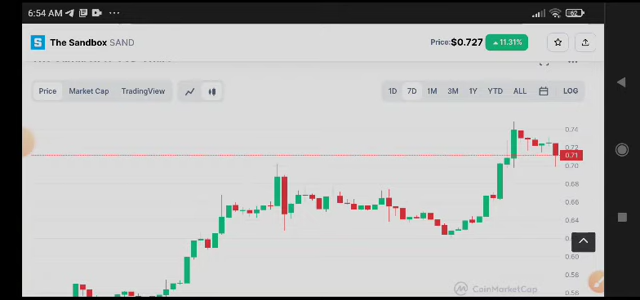 6:54 AM
62
The Sandbox SAND
Price:$0.727 11.31%
Price Market Cap TradingView
1D 7D 1M 3M 1Y YTD ALL LOG
0.74
0.72
0.71
0.70
0.68
0.66
0.64
0.62
0.60
0.58
0.56
CoinMarketCap